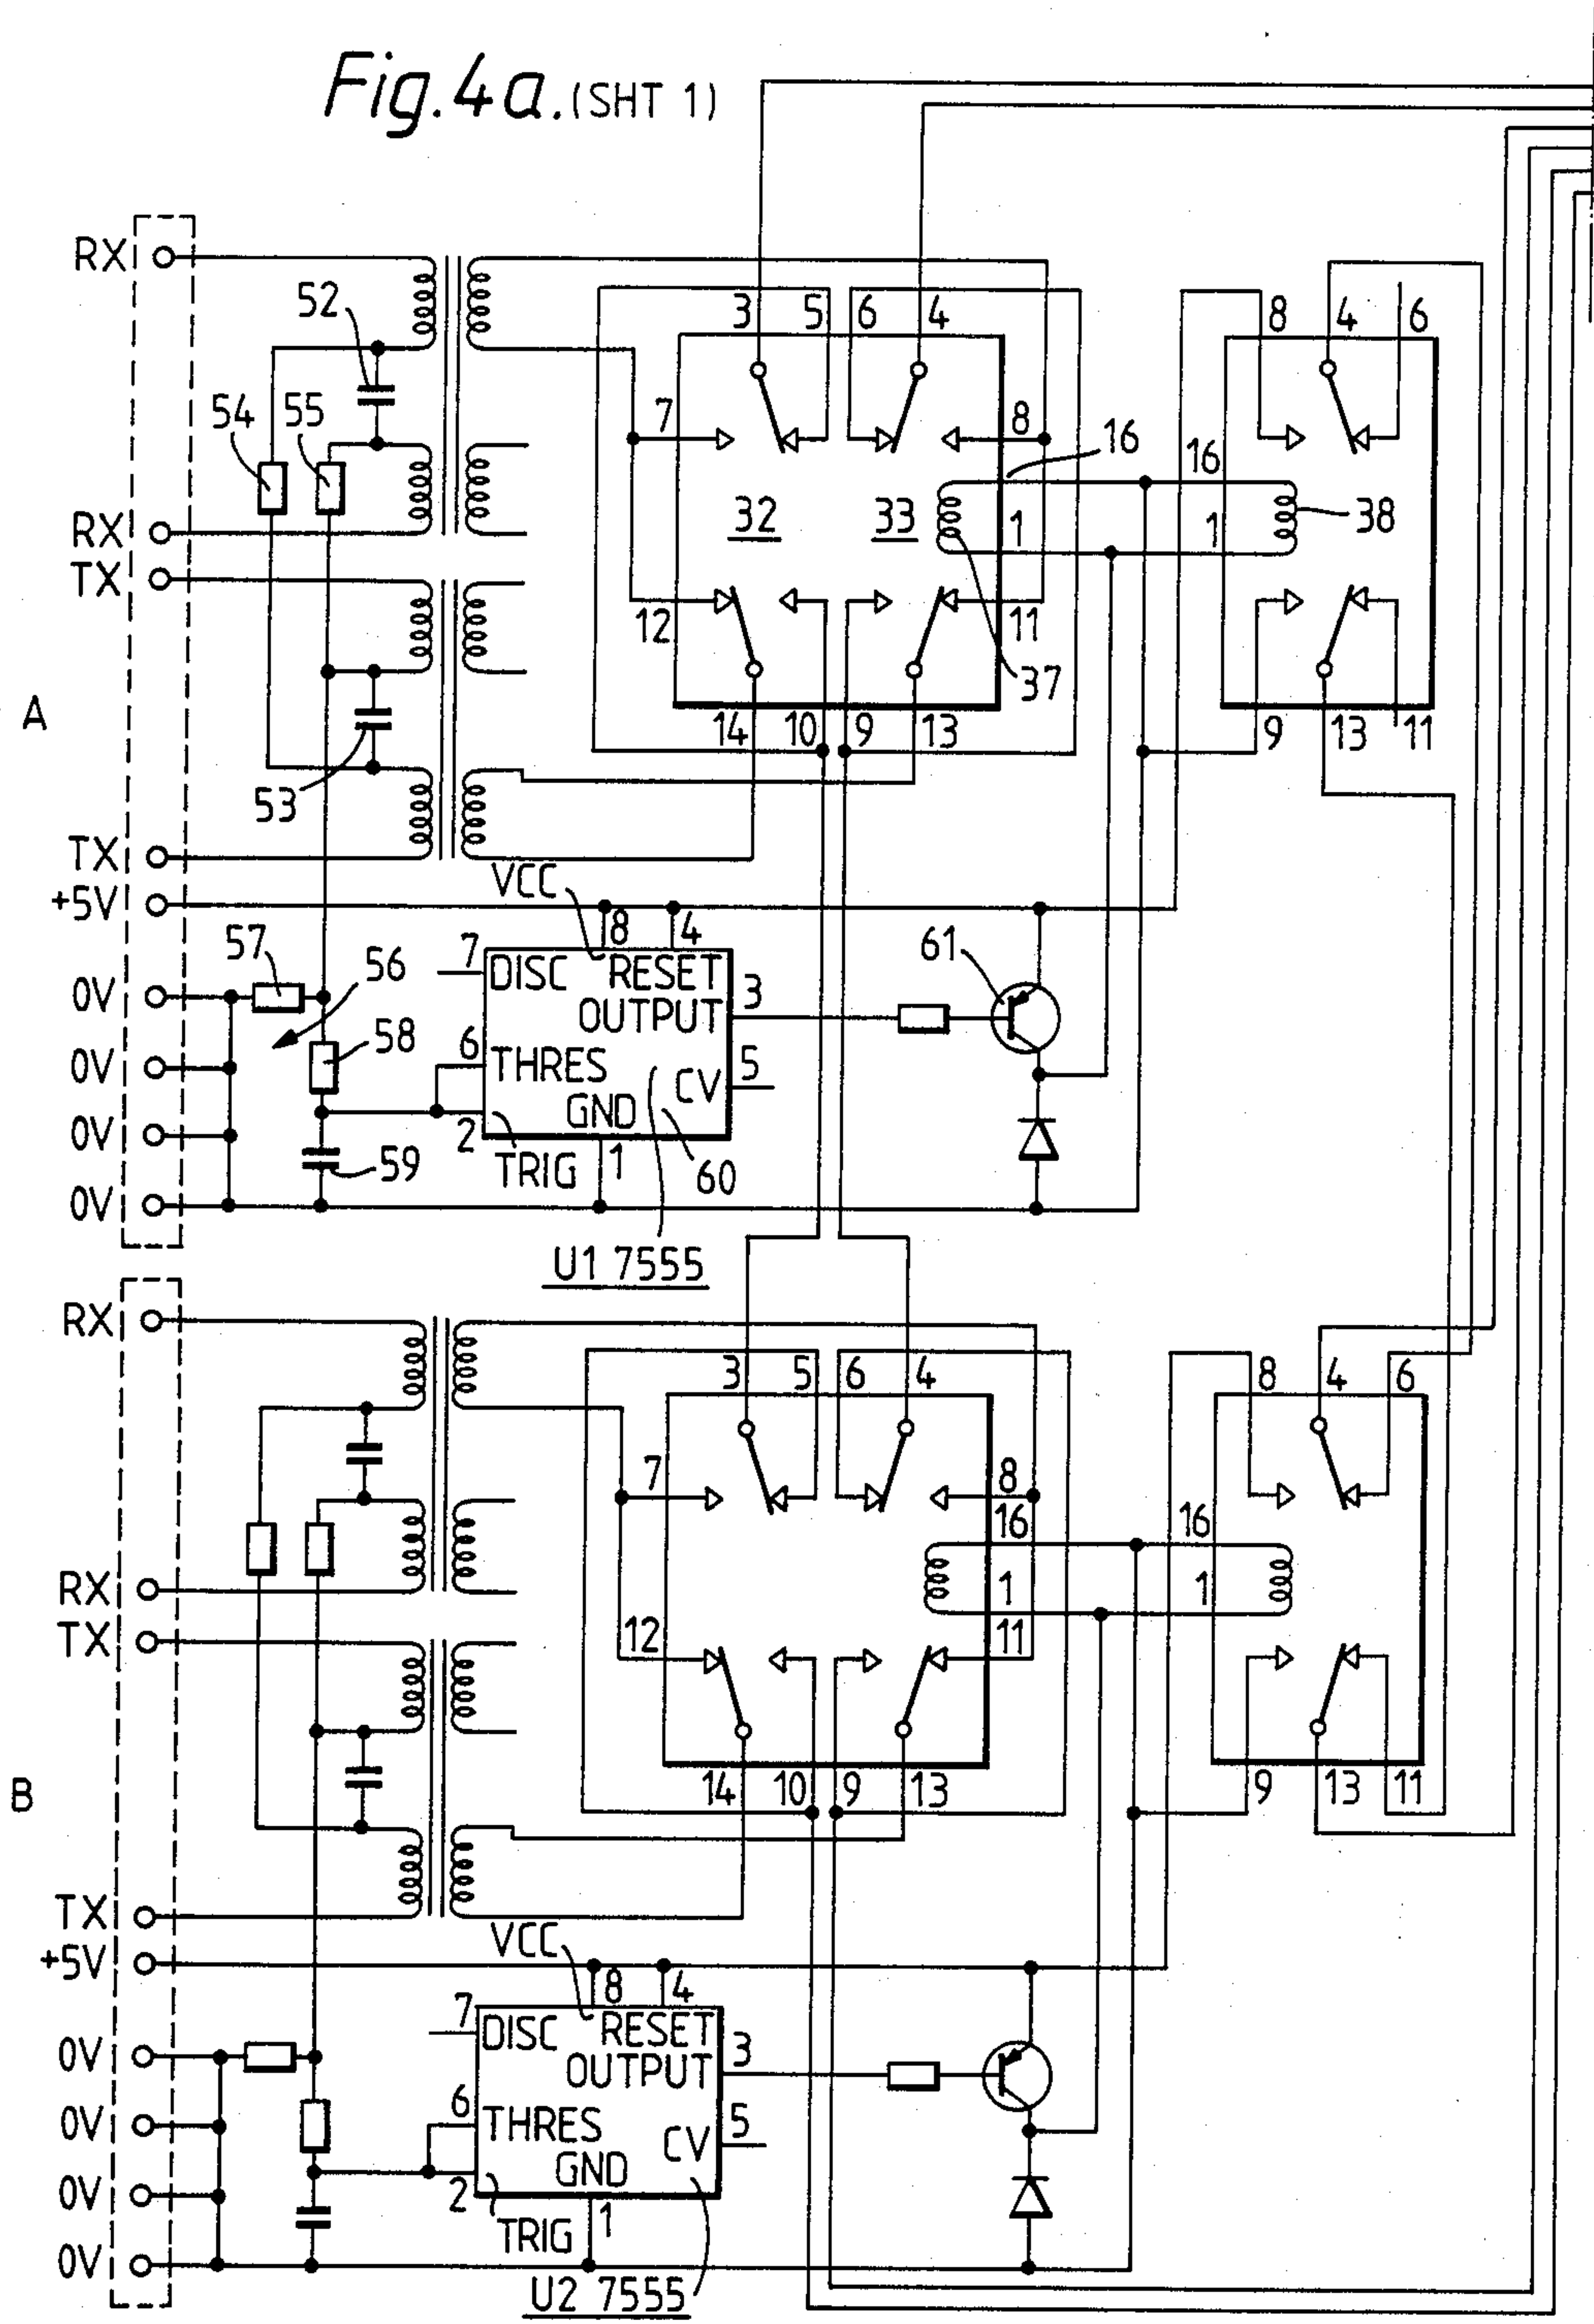 Fig.4a. (SHT 1)
RX
52
3 5 6 4
8 4 6
54 55
7
8
16
16
32 33
1
1
38
RX
TX
12
11
37
A
14 10 9 13
9 13 11
53
TX
VCC
+5V
8 4
7
57
56
DISC RESET
61
0V
OUTPUT
3
58
6
0V
THRES
CV
5
GND
0V
2
TRIG
1
60
59
0V
U1 7555
RX
3 5 6 4
8 4 6
7
8
16
16
1
1
RX
TX
12
11
B
14 10 9 13
9 13 11
TX
VCC
+5V
8 4
7
DISC RESET
0V
OUTPUT
3
6
0V
THRES
CV
5
GND
2
0V
TRIG
1
0V
U2 7555